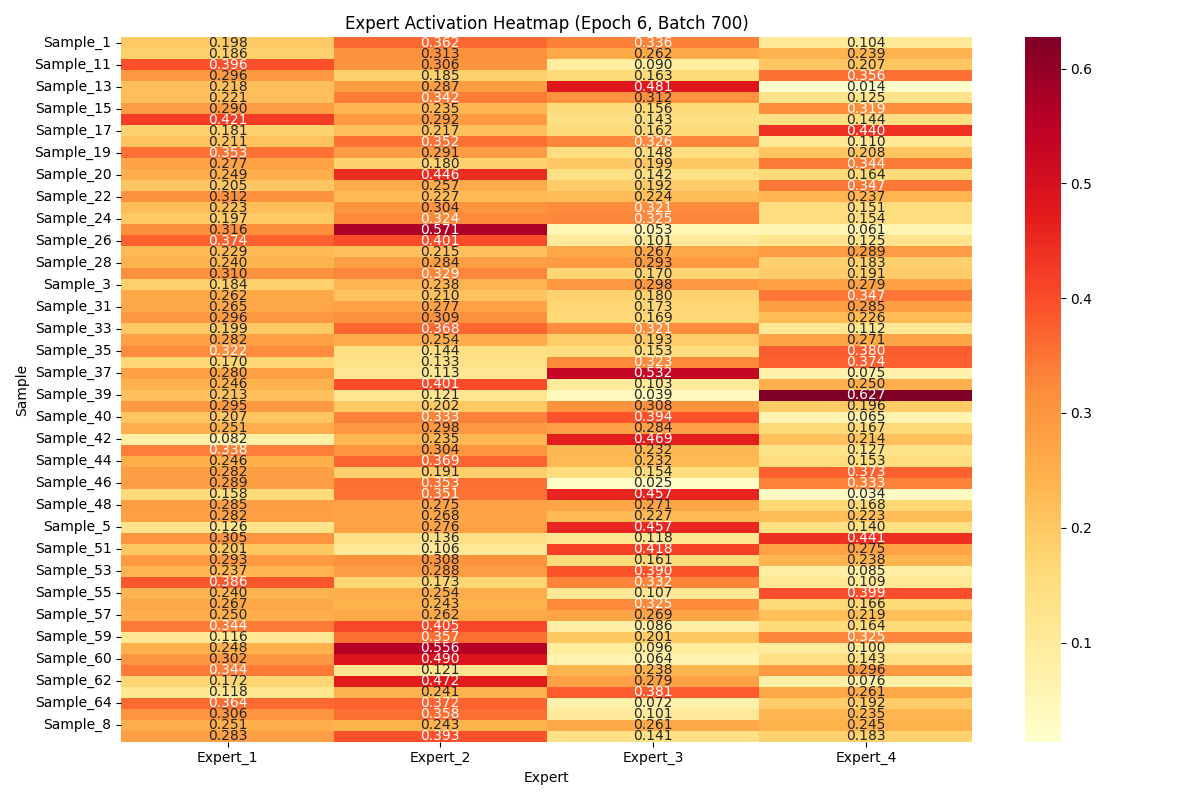 Expert Activation Heatmap (Epoch 6, Batch 700)
Sample_1 0.198 0.362 0.336 0.104
0.186 0.313 0.262 0.239
Sample_11 0.396 0.306 0.090 0.207
0.296 0.185 0.163 0.356
Sample_13 0.218 0.287 0.481 0.014
0.221 0.342 0.312 0.125
Sample_15 0.290 0.235 0.156 0.319
0.421 0.292 0.143 0.144
Sample_17 0.181 0.217 0.162 0.440
0.211 0.352 0.326 0.110
Sample_19 0.353 0.291 0.148 0.208
0.277 0.180 0.199 0.344
Sample_20 0.249 0.446 0.142 0.164
0.205 0.257 0.192 0.347
Sample_22 0.312 0.227 0.224 0.237
0.223 0.304 0.321 0.151
Sample_24 0.197 0.324 0.325 0.154
0.316 0.571 0.053 0.061
Sample_26 0.374 0.401 0.101 0.125
0.229 0.215 0.267 0.289
Sample_28 0.240 0.284 0.293 0.183
0.310 0.329 0.170 0.191
Sample_3 0.184 0.238 0.298 0.279
0.262 0.210 0.180 0.347
Sample_31 0.265 0.277 0.173 0.285
0.296 0.309 0.169 0.226
Sample_33 0.199 0.368 0.321 0.112
0.282 0.254 0.193 0.271
Sample_35 0.322 0.144 0.153 0.380
0.170 0.133 0.323 0.374
Sample_37 0.280 0.113 0.532 0.075
0.246 0.401 0.103 0.250
Sample_39 0.213 0.121 0.039 0.627
0.295 0.202 0.308 0.196
Sample_40 0.207 0.333 0.394 0.065
0.251 0.298 0.284 0.167
Sample_42 0.082 0.235 0.469 0.214
0.338 0.304 0.232 0.127
Sample_44 0.246 0.369 0.232 0.153
0.282 0.191 0.154 0.373
Sample_46 0.289 0.353 0.025 0.333
0.158 0.351 0.457 0.034
Sample_48 0.285 0.275 0.271 0.168
0.282 0.268 0.227 0.223
Sample_5 0.126 0.276 0.457 0.140
0.305 0.136 0.118 0.441
Sample_51 0.201 0.106 0.418 0.275
0.293 0.308 0.161 0.238
Sample_53 0.237 0.288 0.390 0.085
0.386 0.173 0.332 0.109
Sample_55 0.240 0.254 0.107 0.399
0.267 0.243 0.325 0.166
Sample_57 0.250 0.262 0.269 0.219
0.344 0.405 0.086 0.164
Sample_59 0.116 0.357 0.201 0.325
0.248 0.556 0.096 0.100
Sample_60 0.302 0.490 0.064 0.143
0.344 0.121 0.238 0.296
Sample_62 0.172 0.472 0.279 0.076
0.118 0.241 0.381 0.261
Sample_64 0.364 0.372 0.072 0.192
0.306 0.358 0.101 0.235
Sample_8 0.251 0.243 0.261 0.245
0.283 0.393 0.141 0.183
Expert_1 Expert_2 Expert_3 Expert_4
Expert
Sample
0.6
0.5
0.4
0.3
0.2
0.1